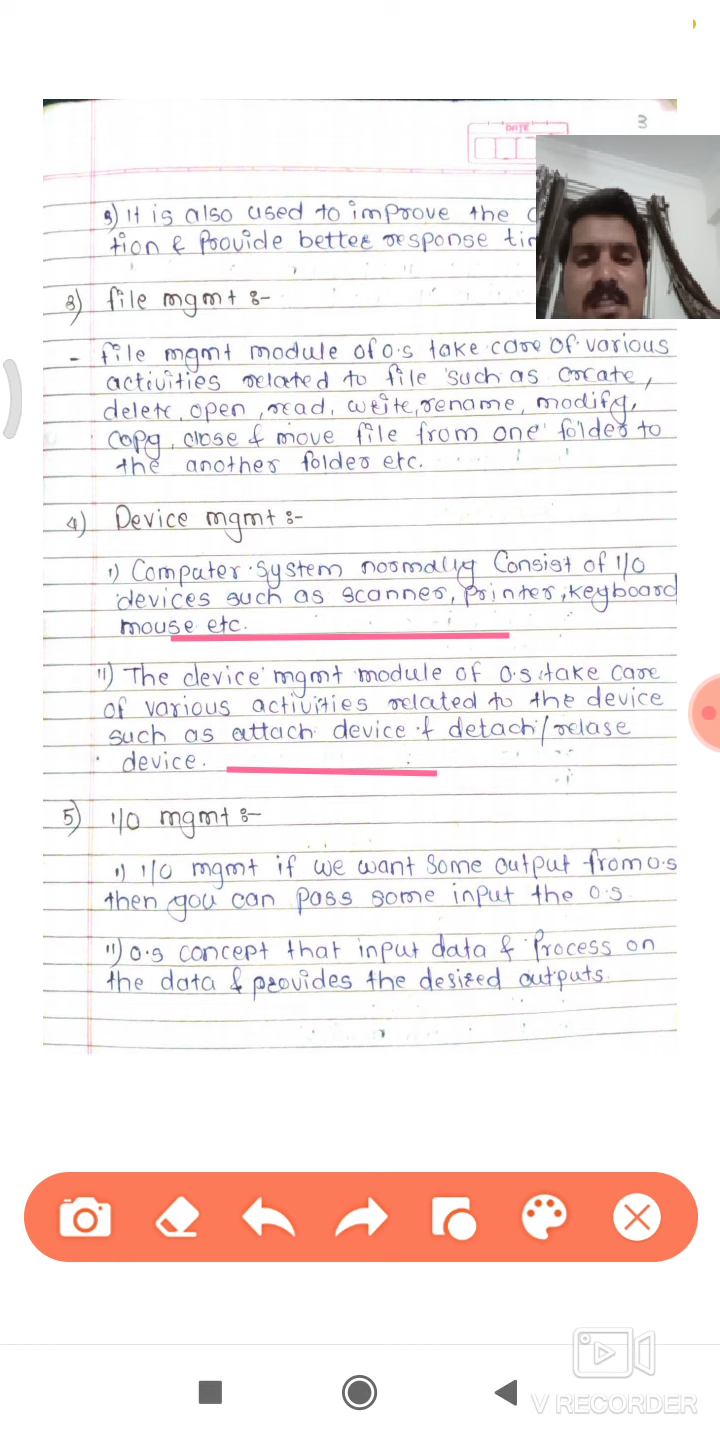 DATE
3
3) It is also used to improve the
tion & Provide better response
3) file mgmt :-
- file mgmt module of o.s take care of various
activities related to file such as create,
delete, open, read, write, rename, modify,
copy, close & move file from one folder to
the another folder etc.
4) Device mgmt :-
i) Computer System normally Consist of I/O
devices such as scanner, printer, keyboard
mouse etc.
ii) The device mgmt module of o.s take care
of various activities related to the device
such as attach device & detach/relase
device.
5) I/O mgmt :-
i) I/O mgmt if we want some output from o.s
then you can pass some input the o.s.
ii) o.s concept that input data & Process on
the data & provides the desired outputs.
V RECORDER